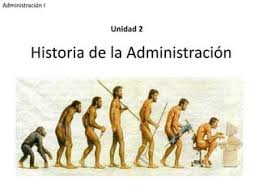 Administración I
Unidad 2
Historia de la Administración